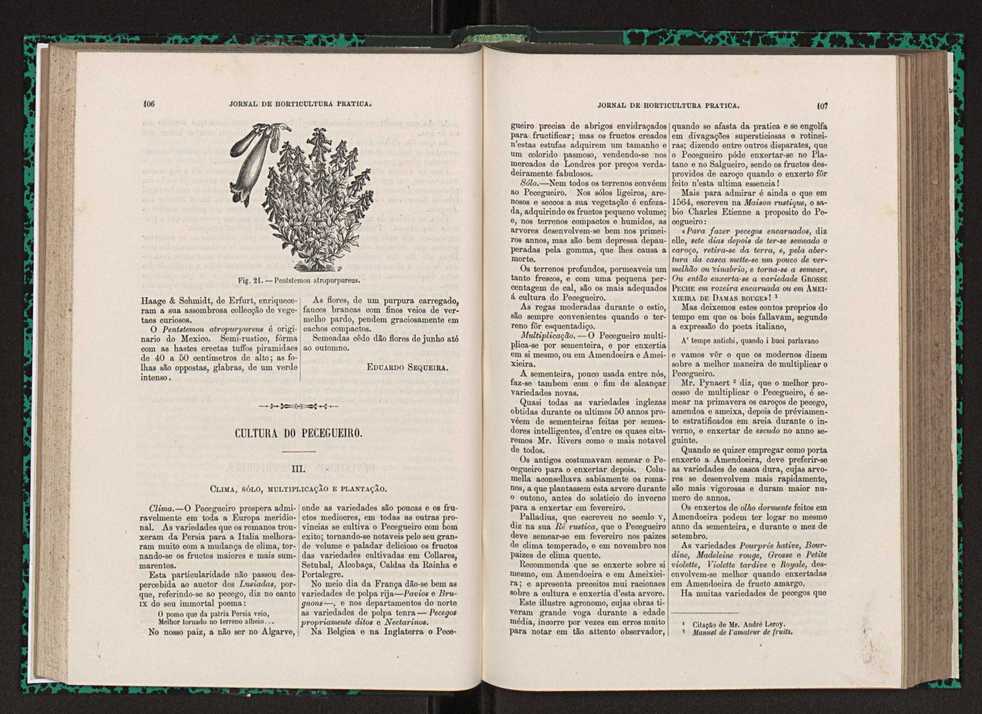 106
JORNAL DE HORTICULTURA PRATICA.
Fig. 21. — Pentstemon atropurpureus.
Haage & Schmidt, de Erfurt, enriquece-
ram a sua assombrosa collecção de vege-
taes curiosos.
O Pentstemon atropurpureus é origi-
nario do Mexico. Semi-rustico, fórma
com as hastes erectas tuffos piramidaes
de 40 a 50 centimetros de alto; as fo-
lhas são oppostas, glabras, de um verde
intenso.
As flores, de um purpura carregado,
fauces brancas com finos veios de ver-
melho pardo, pendem graciosamente em
cachos compactos.
Semeadas cêdo dão flores de junho até
ao outomno.
EDUARDO SEQUEIRA.
CULTURA DO PECEGUEIRO.
III.
CLIMA, SÓLO, MULTIPLICAÇÃO E PLANTAÇÃO.
Clima.—O Pecegueiro prospera admi-
ravelmente em toda a Europa meridio-
nal. As variedades que os romanos trou-
xeram da Persia para a Italia melhora-
ram muito com a mudança de clima, tor-
nando-se os fructos maiores e mais sum-
marentos.
Esta particularidade não passou des-
percebida ao auctor dos Lusiadas, por-
que, referindo-se ao pecego, diz no canto
IX do seu immortal poema:
O pomo que da patria Persia veio,
Melhor tornado no terreno alheio...
No nosso paiz, a não ser no Algarve,
onde as variedades são poucas e os fru-
ctos mediocres, em todas as outras pro-
vincias se cultiva o Pecegueiro com bom
exito; tornando-se notaveis pelo seu gran-
de volume e paladar delicioso os fructos
das variedades cultivadas em Collares,
Setubal, Alcobaça, Caldas da Rainha e
Portalegre.
No meio dia da França dão-se bem as
variedades de polpa rija—Pavios e Bru-
gnons—, e nos departamentos do norte
as variedades de polpa tenra—Pecegos
propriamente ditos e Nectarinos.
Na Belgica e na Inglaterra o Pece-
JORNAL DE HORTICULTURA PRATICA.
107
gueiro precisa de abrigos envidraçados
para fructificar; mas os fructos creados
n'estas estufas adquirem um tamanho e
um colorido pasmoso, vendendo-se nos
mercados de Londres por preços verda-
deiramente fabulosos.
Sólo.—Nem todos os terrenos convéem
ao Pecegueiro. Nos sólos ligeiros, are-
nosos e seccos a sua vegetação é enfeza-
da, adquirindo os fructos pequeno volume;
e, nos terrenos compactos e humidos, as
arvores desenvolvem-se bem nos primei-
ros annos, mas são bem depressa depau-
peradas pela gomma, que lhes causa a
morte.
Os terrenos profundos, permeaveis um
tanto frescos, e com uma pequena per-
centagem de cal, são os mais adequados
á cultura do Pecegueiro.
As regas moderadas durante o estio,
são sempre convenientes quando o ter-
reno fôr esquentadiço.
Multiplicação.—O Pecegueiro multi-
plica-se por sementeira, e por enxertia
em si mesmo, ou em Amendoeira e Amei-
xieira.
A sementeira, pouco usada entre nós,
faz-se tambem com o fim de alcançar
variedades novas.
Quasi todas as variedades inglezas
obtidas durante os ultimos 50 annos pro-
véem de sementeiras feitas por semea-
dores intelligentes, d'entre os quaes cita-
remos Mr. Rivers como o mais notavel
de todos.
Os antigos costumavam semear o Pe-
cegueiro para o enxertar depois. Colu-
mella aconselhava sabiamente os roma-
nos, a que plantassem esta arvore durante
o outono, antes do solsticio do inverno
para a enxertar em fevereiro.
Palladius, que escreveu no seculo V,
diz na sua Ré rustica, que o Pecegueiro
deve semear-se em fevereiro nos paizes
de clima temperado, e em novembro nos
paizes de clima quente.
Recommenda que se enxerte sobre si
mesmo, em Amendoeira e em Ameixiei-
ra; e apresenta preceitos mui racionaes
sobre a cultura e enxertia d'esta arvore.
Este illustre agronomo, cujas obras ti-
veram grande voga durante a edade
média, incorre por vezes em erros muito
para notar em tão attento observador,
quando se afasta da pratica e se engolfa
em divagações supersticiosas e rotinei-
ras; dizendo entre outros disparates, que
o Pecegueiro póde enxertar-se no Pla-
tano e no Salgueiro, sendo os fructos des-
providos de caroço quando o enxerto fôr
feito n'esta ultima essencia!
Mais para admirar é ainda o que em
1564, escreveu na Maison rustique, o sa-
bio Charles Etienne a proposito do Pe-
cegueiro:
«Para fazer pecegos encarnados, diz
elle, sete dias depois de ter-se semeado o
caroço, retira-se da terra, e, pela aber-
tura da casca mette-se um pouco de ver-
melhão ou vinabrio, e torna-se a semear.
Ou então enxerta-se a variedade GROSSE
PECHE em rozeira encarnada ou em AMEI-
XIEIRA DE DAMAS ROUGE»! 1
Mas deixemos estes contos proprios do
tempo em que os bois fallavam, segundo
a expressão do poeta italiano,
A' tempe antichi, quando i buoi parlavano
e vamos vêr o que os modernos dizem
sobre a melhor maneira de multiplicar o
Pecegueiro.
Mr. Pynaert 2 diz, que o melhor pro-
cesso de multiplicar o Pecegueiro, é se-
mear na primavera os caroços de pecego,
amendoa e ameixa, depois de préviamen-
te estratificados em areia durante o in-
verno, e enxertar de escudo no anno se-
guinte.
Quando se quizer empregar como porta
enxerto a Amendoeira, deve preferir-se
as variedades de casca dura, cujas arvo-
res se desenvolvem mais rapidamente,
são mais vigorosas e duram maior nu-
mero de annos.
Os enxertos de olho dormente feitos em
Amendoeira podem ter logar no mesmo
anno da sementeira, e durante o mez de
setembro.
As variedades Pourprée hative, Bour-
dine, Madeleine rouge, Grosse e Petite
violette, Violette tardive e Royale, des-
envolvem-se melhor quando enxertadas
em Amendoeira de fructo amargo.
Ha muitas variedades de pecegos que
1 Citação de Mr. André Leroy.
2 Manuel de l'amateur de fruits.